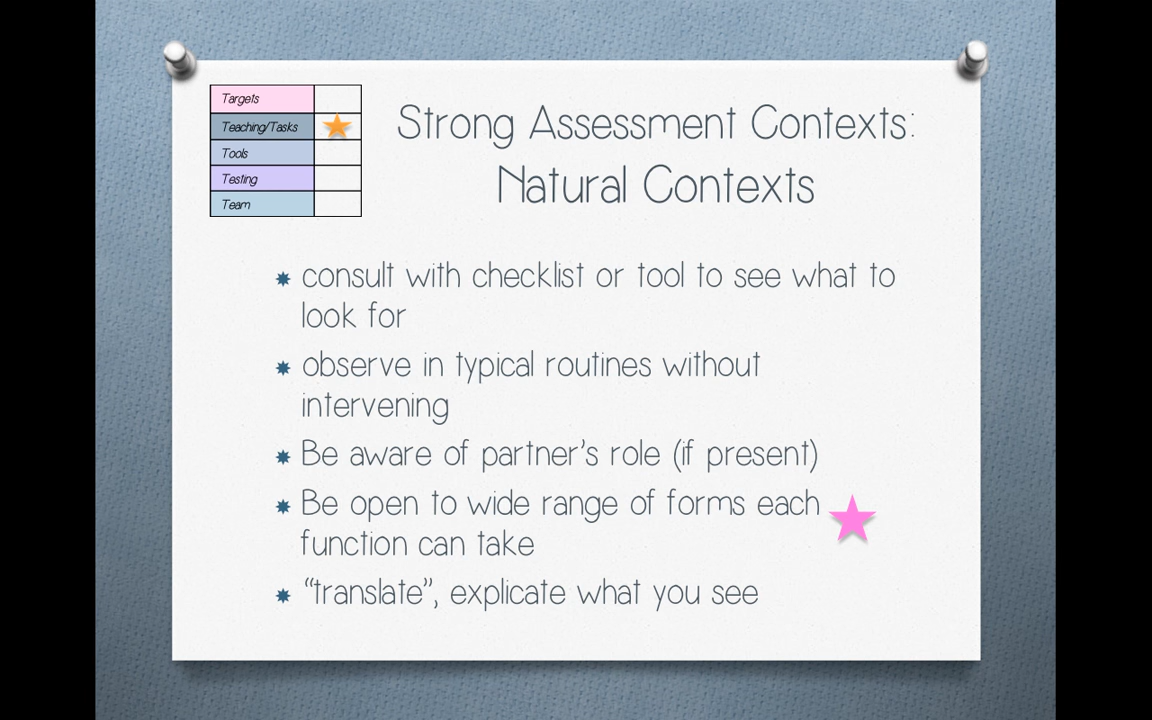 Targets
Teaching/Tasks
Tools
Testing
Team
Strong Assessment Contexts:
Natural Contexts
consult with checklist or tool to see what to
look for
observe in typical routines without
intervening
Be aware of partner’s role (if present)
Be open to wide range of forms each
function can take
“translate”, explicate what you see